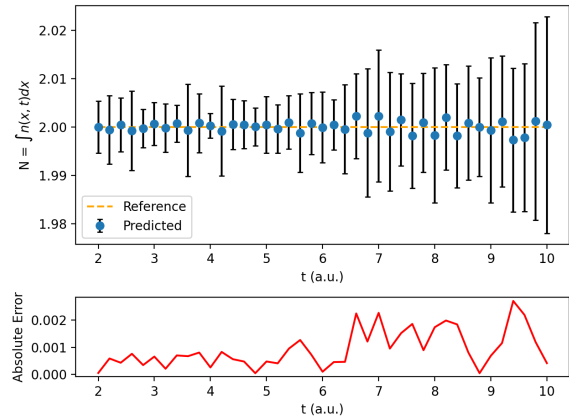 2.02
2.01
2.00
1.99
1.98
N = ∫ n(x, t)dx
Reference
Predicted
2 3 4 5 6 7 8 9 10
t (a.u.)
0.002
0.001
0.000
Absolute Error
2 3 4 5 6 7 8 9 10
t (a.u.)